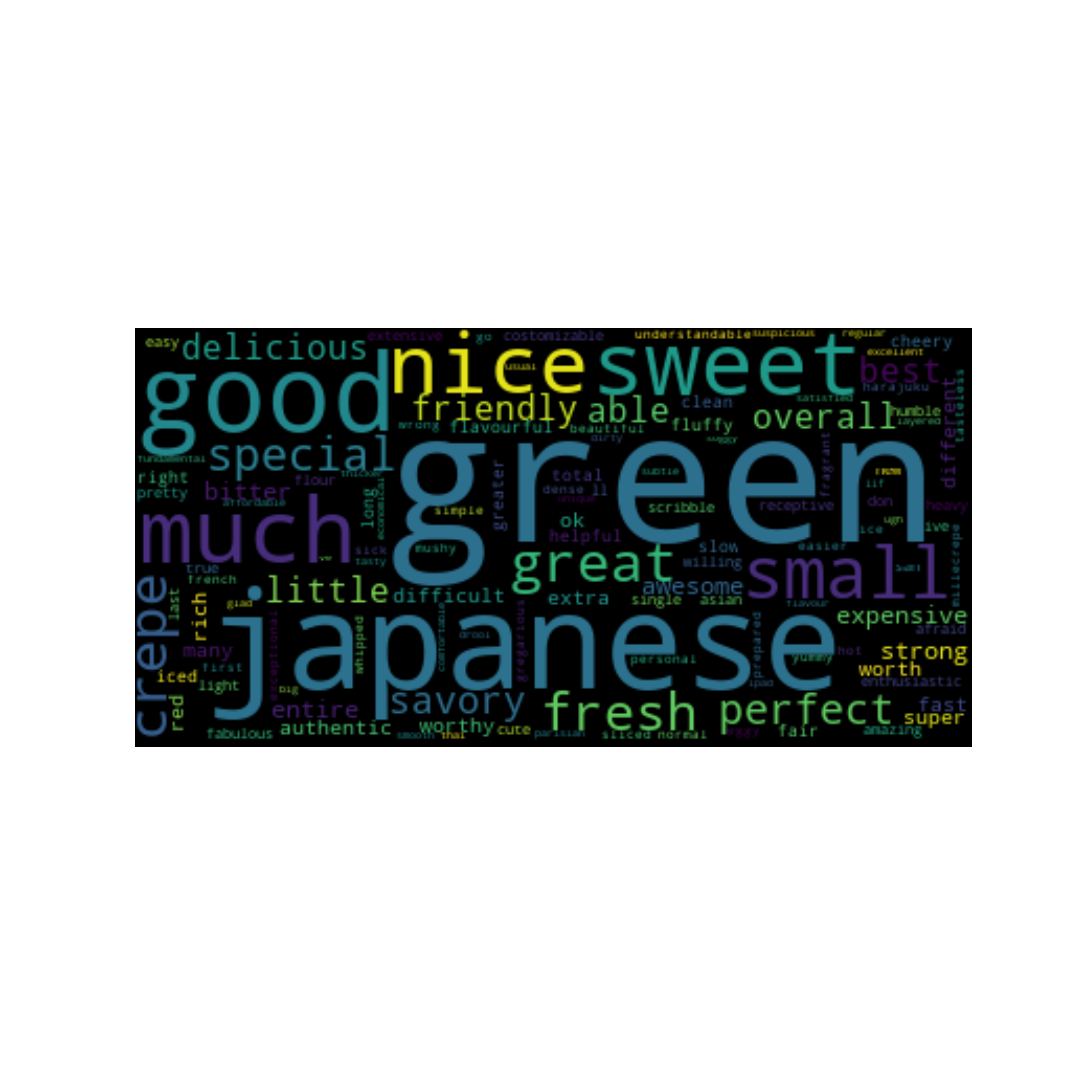 easy
delicious
extensive
go
costomizable
understandable
suspicious
regular
cheery
excellent
good
nice
usual
sweet
best
harajuku
satisfied
friendly
able
clean
overall
humble
layered
different
tasteless
wrong
flavourful
beautiful
fluffy
dirty
special
green
fundamental
right
pretty
bitter
flour
thicker
affordable
long
economical
greater
total
dense
ll
unique
subtle
scribble
receptive
fragrant
iif
don
heavy
ugh
live
simple
ok
helpful
much
mushy
great
slow
willing
easier
nice
small
millecrepe
sick
tasty
true
french
little
difficult
extra
awesome
single
asian
flavour
crepe
last
rich
glad
japanese
expensive
afraid
many
first
exceptional
whipped
comfortable
drool
gregarious
personal
prepared
yummy
hot
strong
worth
enthusiastic
iced
light
big
red
entire
savory
fresh
perfect
fast
super
fabulous
authentic
worthy
smooth
thai
cute
parisian
sliced
normal
fair
amazing